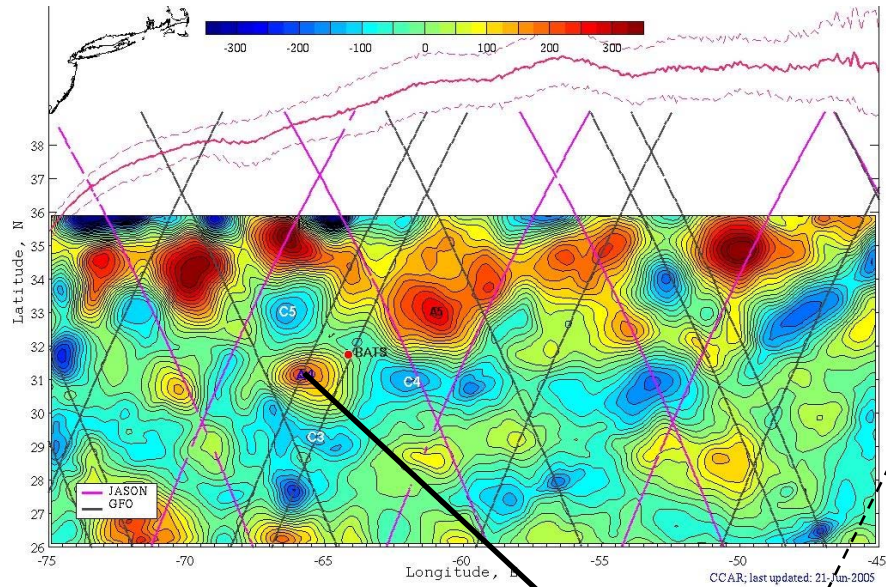 -300 -200 -100 0 100 200 300
38
37
36
35
34
33
32
31
30
29
28
27
26
Latitude, N
C5
A5
BATS
A4
C4
C3
JASON
GFO
-75 -70 -65 -60 -55 -50 -45
Longitude, E
CCAR; last updated: 21-Jun-2005